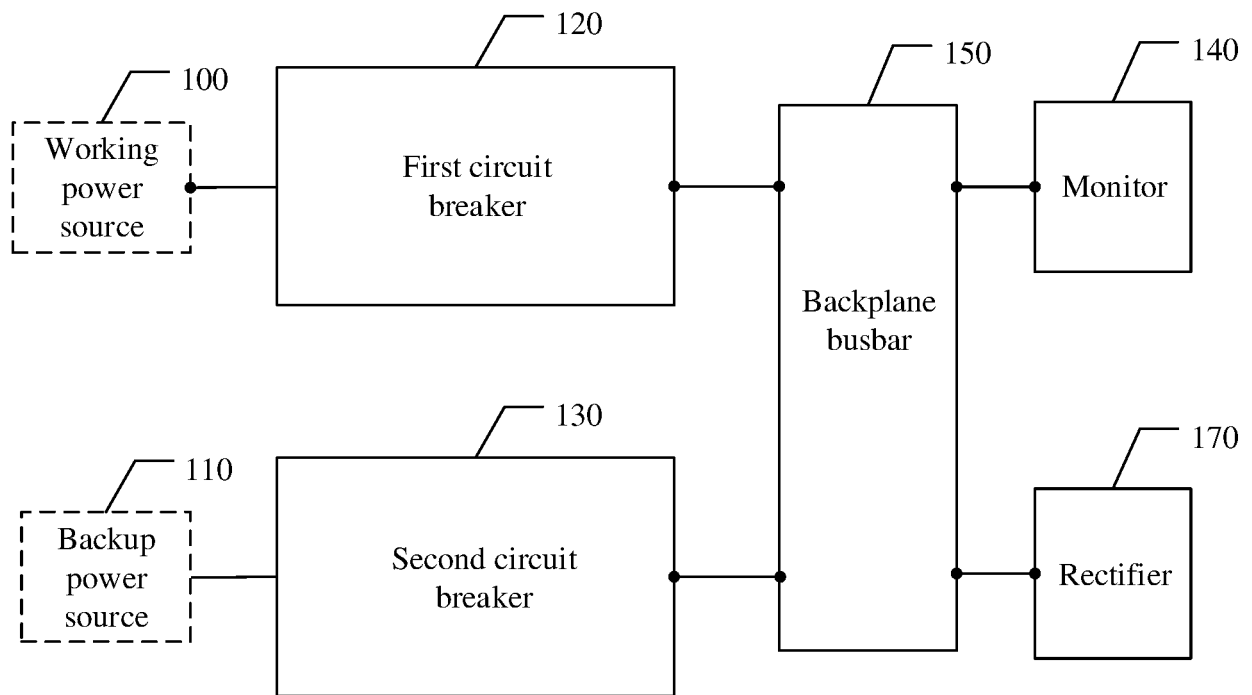 120
150
140
100
Working
power
source
First circuit
breaker
Monitor
Backplane
busbar
130
170
110
Backup
power
source
Second circuit
breaker
Rectifier